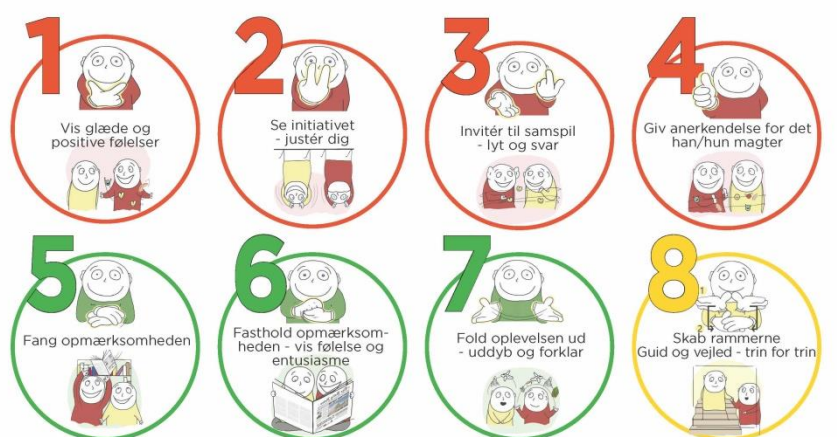 1
Vis glæde og
positive følelser
2
Se initiativet
- justér dig
3
Invitér til samspil
- lyt og svar
4
Giv anerkendelse for det
han/hun magter
5
Fang opmærksomheden
6
Fasthold opmærksom-
heden - vis følelse og
entusiasme
7
Fold oplevelsen ud
- uddyb og forklar
8
1
2
Skab rammerne
Guid og vejled - trin for trin